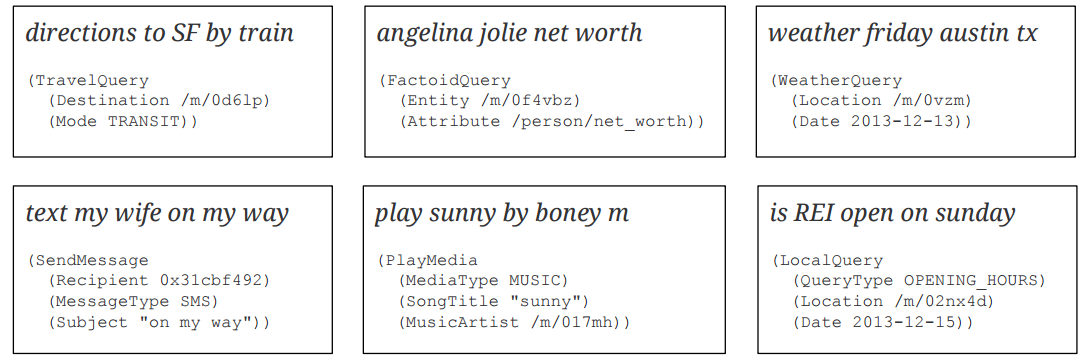 directions to SF by train
(TravelQuery
(Destination /m/0d6lp)
(Mode TRANSIT))
angelina jolie net worth
(FactoidQuery
(Entity /m/0f4vbz)
(Attribute /person/net_worth))
weather friday austin tx
(WeatherQuery
(Location /m/0vzm)
(Date 2013-12-13))
text my wife on my way
(SendMessage
(Recipient 0x31cbf492)
(MessageType SMS)
(Subject "on my way"))
play sunny by boney m
(PlayMedia
(MediaType MUSIC)
(SongTitle "sunny")
(MusicArtist /m/017mh))
is REI open on sunday
(LocalQuery
(QueryType OPENING_HOURS)
(Location /m/02nx4d)
(Date 2013-12-15))